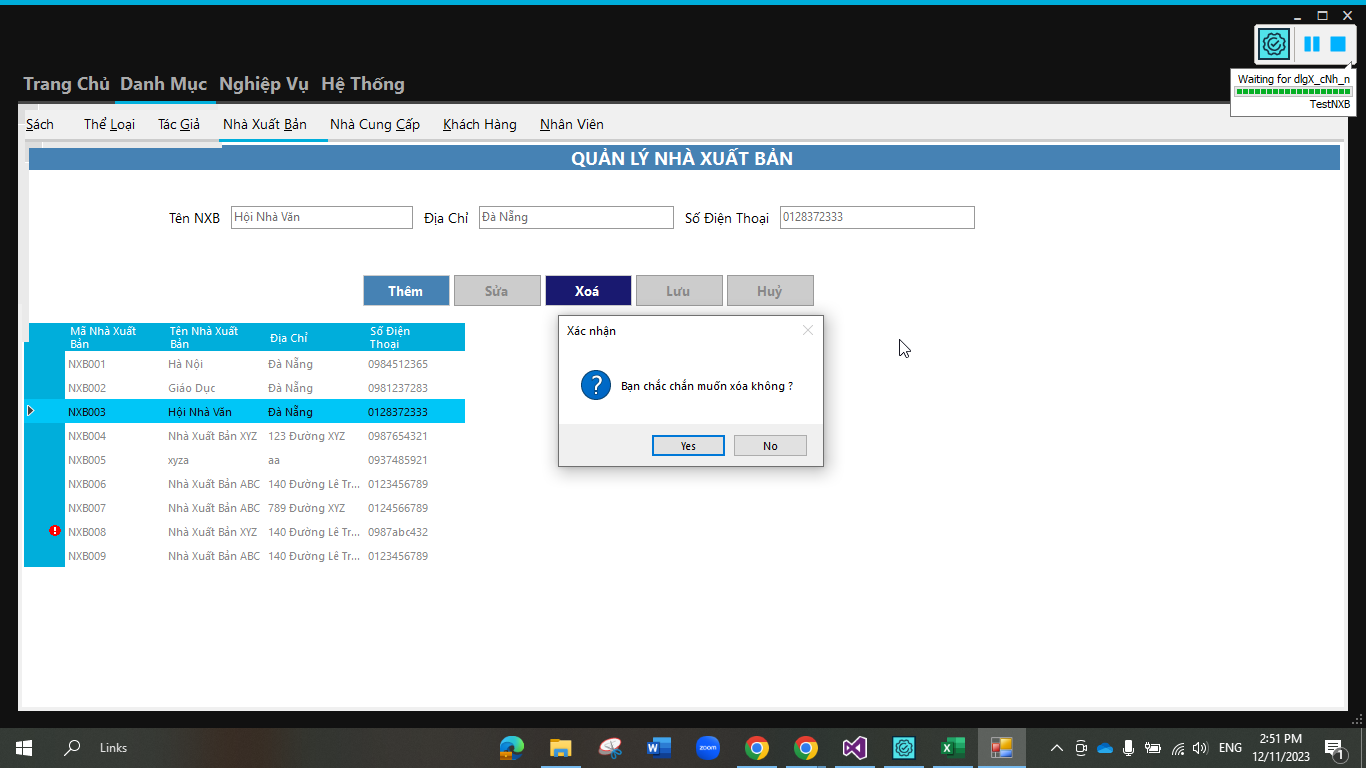 Waiting for dlgX_cNh_n
TestNXB
Trang Chủ Danh Mục Nghiệp Vụ Hệ Thống
Sách Thể Loại Tác Giả Nhà Xuất Bản Nhà Cung Cấp Khách Hàng Nhân Viên
QUẢN LÝ NHÀ XUẤT BẢN
Tên NXB Hội Nhà Văn Địa Chỉ Đà Nẵng Số Điện Thoại 0128372333
Thêm Sửa Xoá Lưu Huỷ
Mã Nhà Xuất Bản Tên Nhà Xuất Bản Địa Chỉ Số Điện Thoại
NXB001 Hà Nội Đà Nẵng 0984512365
NXB002 Giáo Dục Đà Nẵng 0981237283
NXB003 Hội Nhà Văn Đà Nẵng 0128372333
NXB004 Nhà Xuất Bản XYZ 123 Đường XYZ 0987654321
NXB005 xyza aa 0937485921
NXB006 Nhà Xuất Bản ABC 140 Đường Lê Tr... 0123456789
NXB007 Nhà Xuất Bản ABC 789 Đường XYZ 0124566789
NXB008 Nhà Xuất Bản XYZ 140 Đường Lê Tr... 0987abc432
NXB009 Nhà Xuất Bản ABC 140 Đường Lê Tr... 0123456789
Xác nhận
Bạn chắc chắn muốn xóa không ?
Yes No
Links zoom ENG 2:51 PM
12/11/2023 1